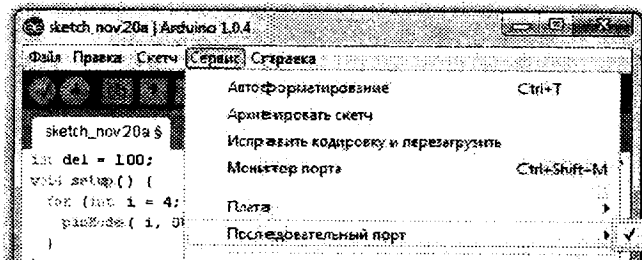 sketch_nov20a | Arduino 1.0.4
Файл Правка Скетч Сервис Справка
Автоформатирование Ctrl+T
Архивировать скетч
sketch_nov20a §
Исправить кодировку и перезагрузить
int del = 100;
Монитор порта Ctrl+Shift+M
void setup() {
for (int i = 4;
Плата
pinMode( i, OU
Последовательный порт
}